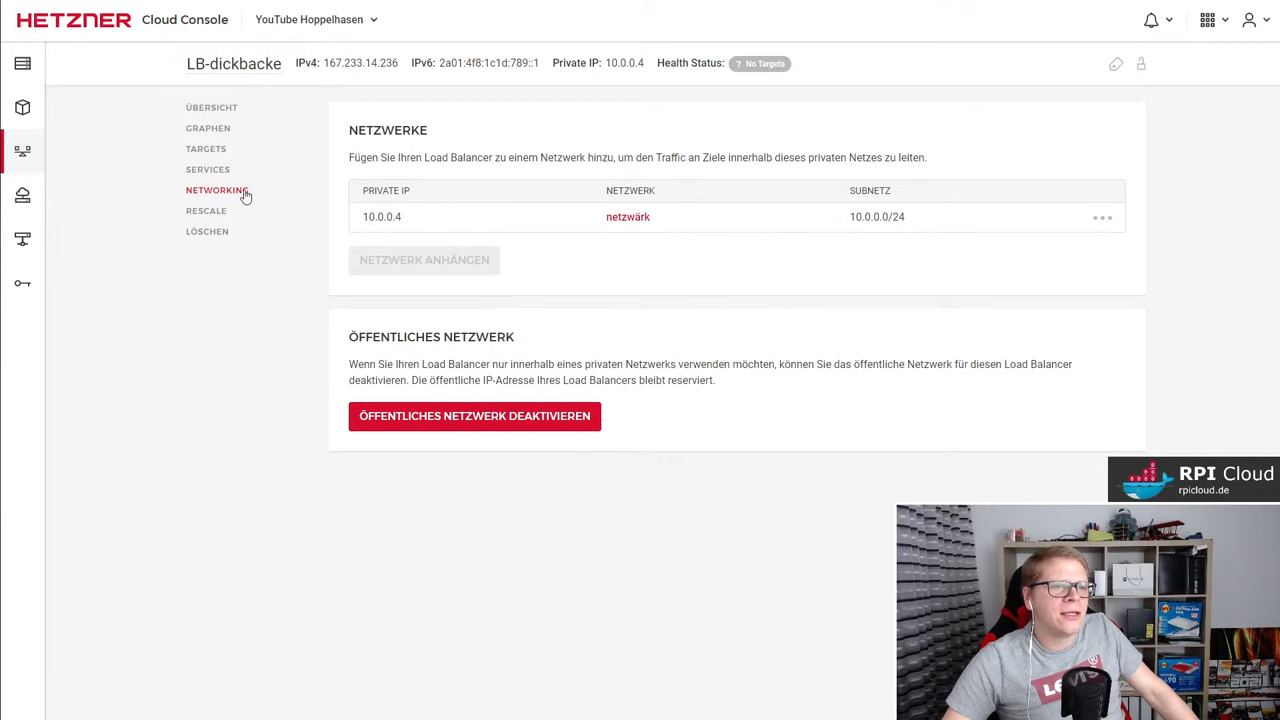 HETZNER Cloud Console YouTube Hoppelhasen
LB-dickbacke IPv4: 167.233.14.236 IPv6: 2a01:4f8:1c1d:789::1 Private IP: 10.0.0.4 Health Status: ? No Targets
ÜBERSICHT
GRAPHEN
TARGETS
SERVICES
NETWORKING
RESCALE
LÖSCHEN
NETZWERKE
Fügen Sie Ihren Load Balancer zu einem Netzwerk hinzu, um den Traffic an Ziele innerhalb dieses privaten Netzes zu leiten.
PRIVATE IP NETZWERK SUBNETZ
10.0.0.4 netzwärk 10.0.0.0/24
NETZWERK ANHÄNGEN
ÖFFENTLICHES NETZWERK
Wenn Sie Ihren Load Balancer nur innerhalb eines privaten Netzwerks verwenden möchten, können Sie das öffentliche Netzwerk für diesen Load Balancer
deaktivieren. Die öffentliche IP-Adresse Ihres Load Balancers bleibt reserviert.
ÖFFENTLICHES NETZWERK DEAKTIVIEREN
RPI Cloud
rpicloud.de